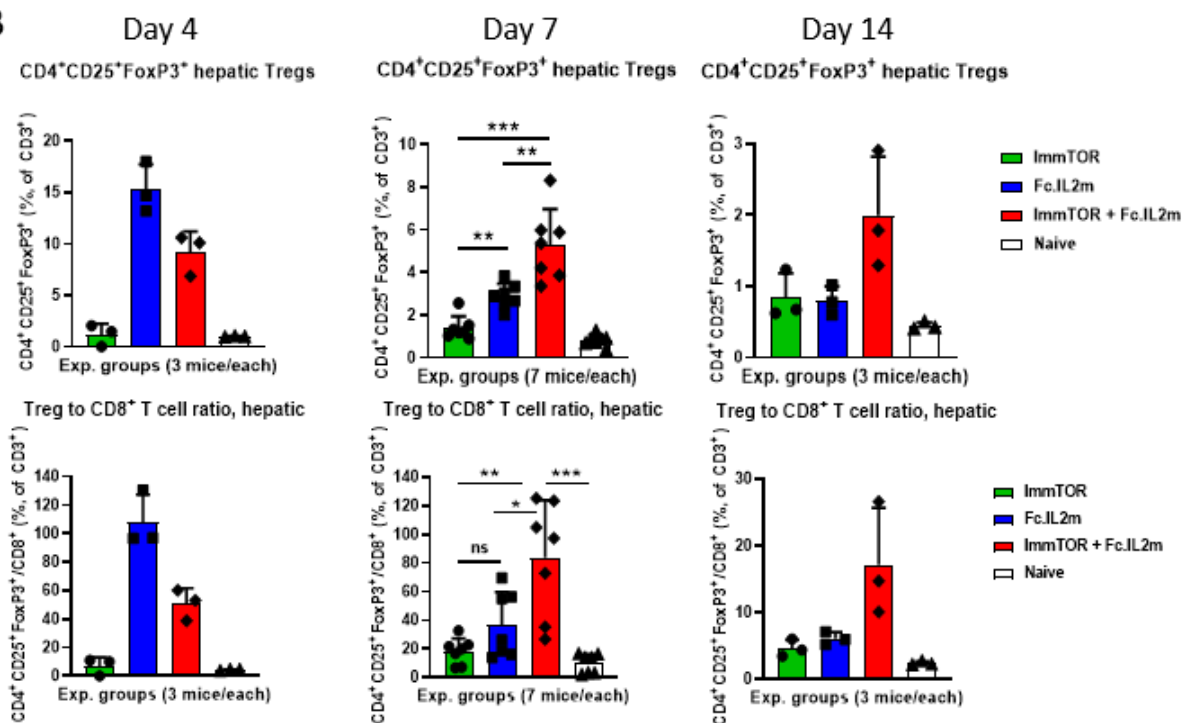 B
Day 4 Day 7 Day 14
CD4⁺CD25⁺FoxP3⁺ hepatic Tregs CD4⁺CD25⁺FoxP3⁺ hepatic Tregs CD4⁺CD25⁺FoxP3⁺ hepatic Tregs
CD4⁺ CD25⁺FoxP3⁺ (%, of CD3⁺)
20
15
10
5
0
Exp. groups (3 mice/each)
CD4⁺ CD25⁺FoxP3⁺ (%, of CD3⁺)
10
8
6
4
2
0
***
**
**
Exp. groups (7 mice/each)
CD4⁺ CD25⁺FoxP3⁺ (%, of CD3⁺)
3
2
1
0
Exp. groups (3 mice/each)
ImmTOR
Fc.IL2m
ImmTOR + Fc.IL2m
Naive
Treg to CD8⁺ T cell ratio, hepatic Treg to CD8⁺ T cell ratio, hepatic Treg to CD8⁺ T cell ratio, hepatic
CD4⁺ CD25⁺ FoxP3⁺/CD8⁺ (%, of CD3⁺)
140
120
100
80
60
40
20
0
Exp. groups (3 mice/each)
CD4⁺ CD25⁺ FoxP3⁺/CD8⁺ (%, of CD3⁺)
140
120
100
80
60
40
20
0
** ***
*
ns
Exp. groups (7 mice/each)
CD4⁺ CD25⁺ FoxP3⁺/CD8⁺ (%, of CD3⁺)
30
20
10
0
Exp. groups (3 mice/each)
ImmTOR
Fc.IL2m
ImmTOR + Fc.IL2m
Naive